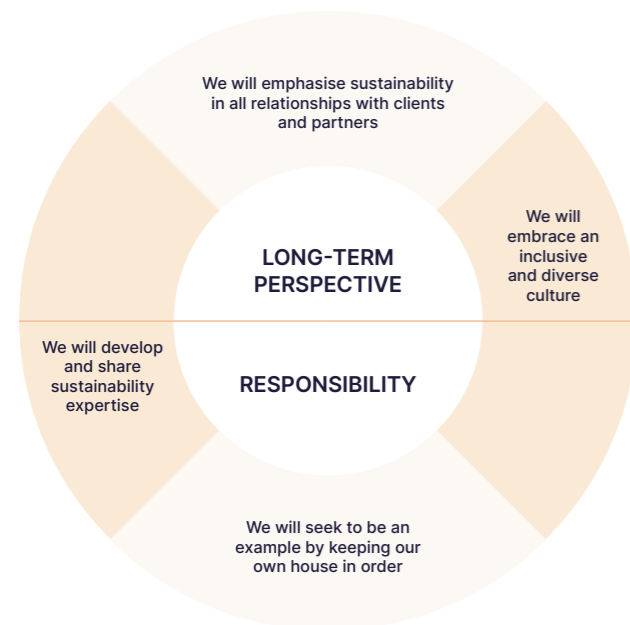 We will emphasise sustainability
in all relationships with clients
and partners
We will
embrace an
inclusive
and diverse
culture
LONG-TERM
PERSPECTIVE
We will develop
and share
sustainability
expertise
RESPONSIBILITY
We will seek to be an
example by keeping our
own house in order